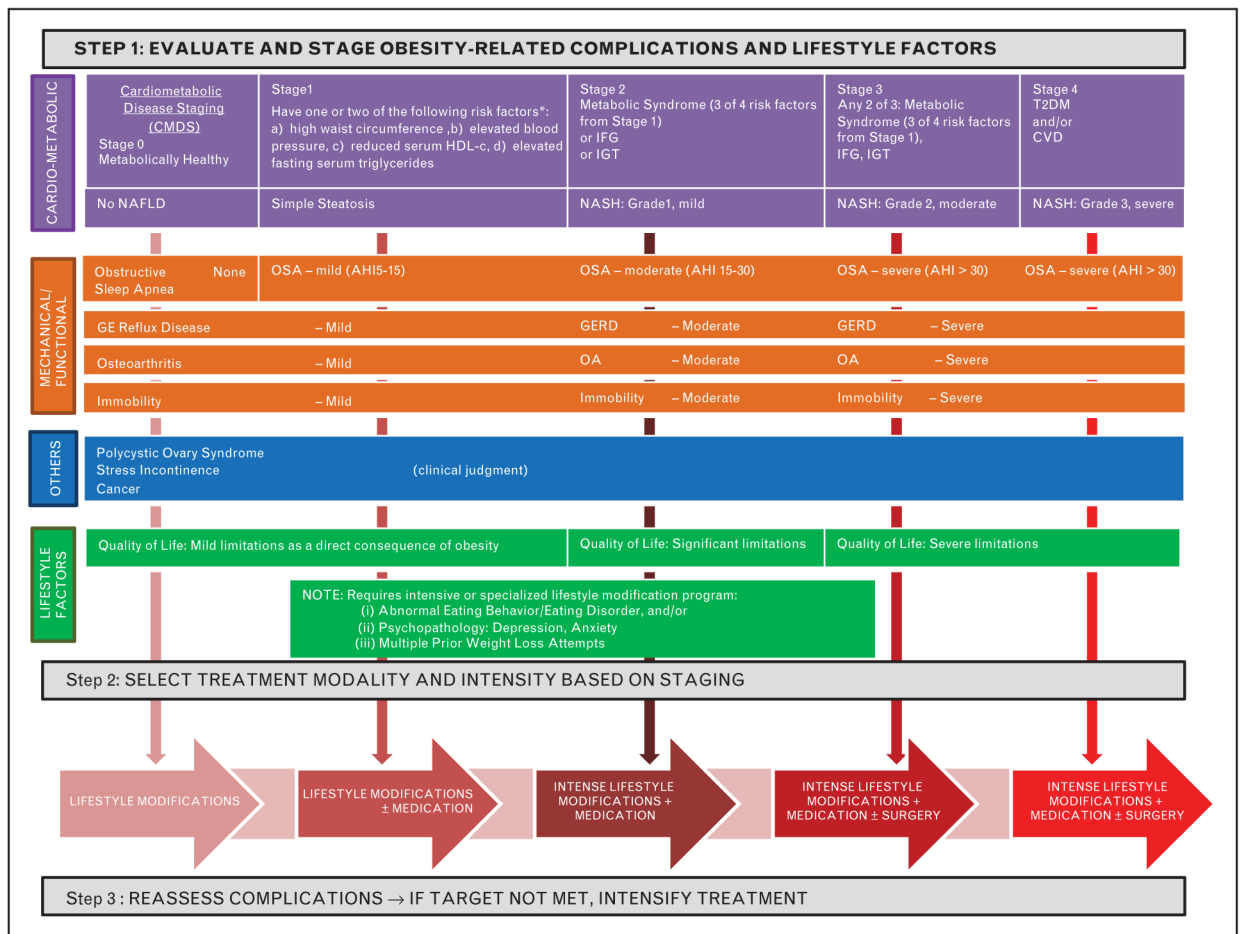 STEP 1: EVALUATE AND STAGE OBESITY-RELATED COMPLICATIONS AND LIFESTYLE FACTORS
CARDIO-METABOLIC
Cardiometabolic
Disease Staging
(CMDS)
Stage 0
Metabolically Healthy
Stage1
Have one or two of the following risk factors*:
a) high waist circumference ,b) elevated blood
pressure, c) reduced serum HDL-c, d) elevated
fasting serum triglycerides
Stage 2
Metabolic Syndrome (3 of 4 risk factors
from Stage 1)
or IFG
or IGT
Stage 3
Any 2 of 3: Metabolic
Syndrome (3 of 4 risk factors
from Stage 1),
IFG, IGT
Stage 4
T2DM
and/or
CVD
No NAFLD
Simple Steatosis
NASH: Grade1, mild
NASH: Grade 2, moderate
NASH: Grade 3, severe
MECHANICAL/
FUNCTIONAL
Obstructive None
Sleep Apnea
OSA – mild (AHI5-15)
OSA – moderate (AHI 15-30)
OSA – severe (AHI > 30)
OSA – severe (AHI > 30)
GE Reflux Disease – Mild
GERD – Moderate
GERD – Severe
Osteoarthritis – Mild
OA – Moderate
OA – Severe
Immobility – Mild
Immobility – Moderate
Immobility – Severe
OTHERS
Polycystic Ovary Syndrome
Stress Incontinence (clinical judgment)
Cancer
LIFESTYLE
FACTORS
Quality of Life: Mild limitations as a direct consequence of obesity
Quality of Life: Significant limitations
Quality of Life: Severe limitations
NOTE: Requires intensive or specialized lifestyle modification program:
(i) Abnormal Eating Behavior/Eating Disorder, and/or
(ii) Psychopathology: Depression, Anxiety
(iii) Multiple Prior Weight Loss Attempts
Step 2: SELECT TREATMENT MODALITY AND INTENSITY BASED ON STAGING
LIFESTYLE MODIFICATIONS
LIFESTYLE MODIFICATIONS
± MEDICATION
INTENSE LIFESTYLE
MODIFICATIONS +
MEDICATION
INTENSE LIFESTYLE
MODIFICATIONS +
MEDICATION ± SURGERY
INTENSE LIFESTYLE
MODIFICATIONS +
MEDICATION ± SURGERY
Step 3 : REASSESS COMPLICATIONS → IF TARGET NOT MET, INTENSIFY TREATMENT